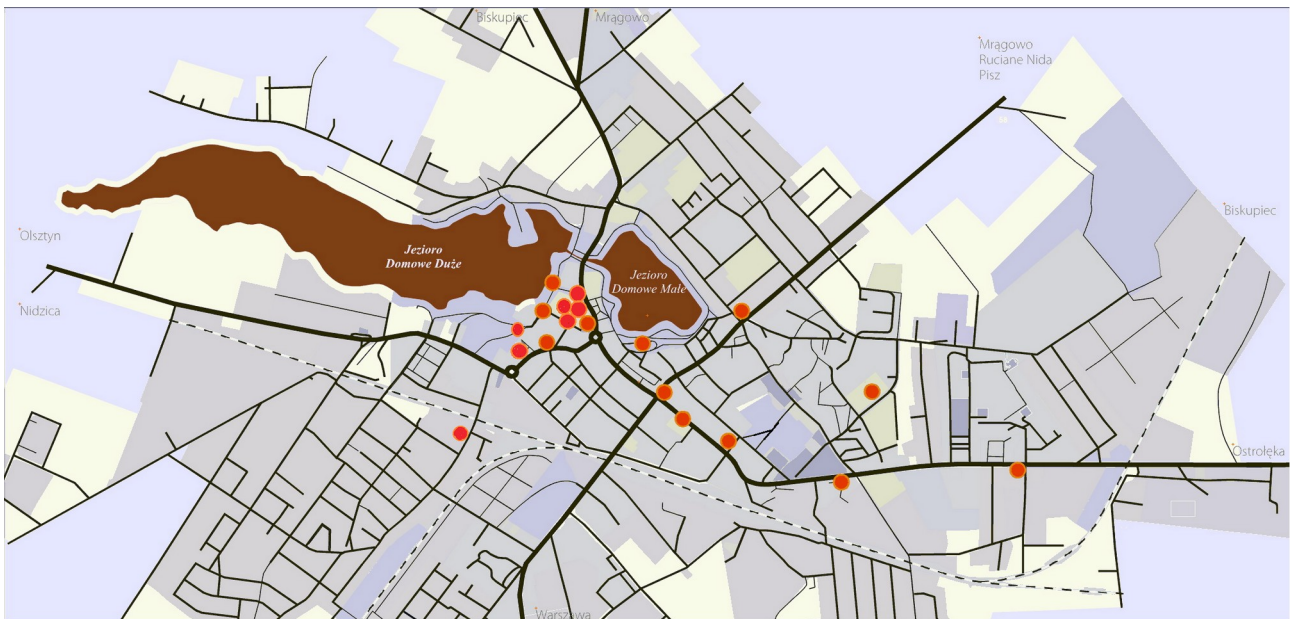 Biskupiec
Mrągowo
Mrągowo
Ruciane Nida
Pisz
Biskupiec
Olsztyn
Jezioro
Domowe Duże
Jezioro
Domowe Małe
Nidzica
Ostrołęka
Warszawa